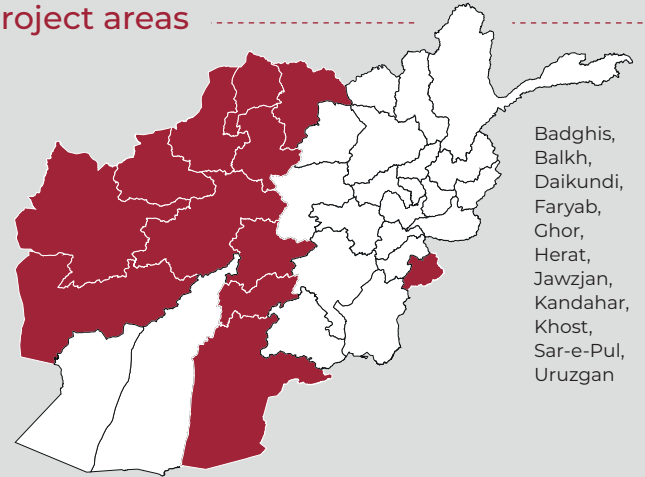 roject areas
Badghis,
Balkh,
Daikundi,
Faryab,
Ghor,
Herat,
Jawzjan,
Kandahar,
Khost,
Sar-e-Pul,
Uruzgan